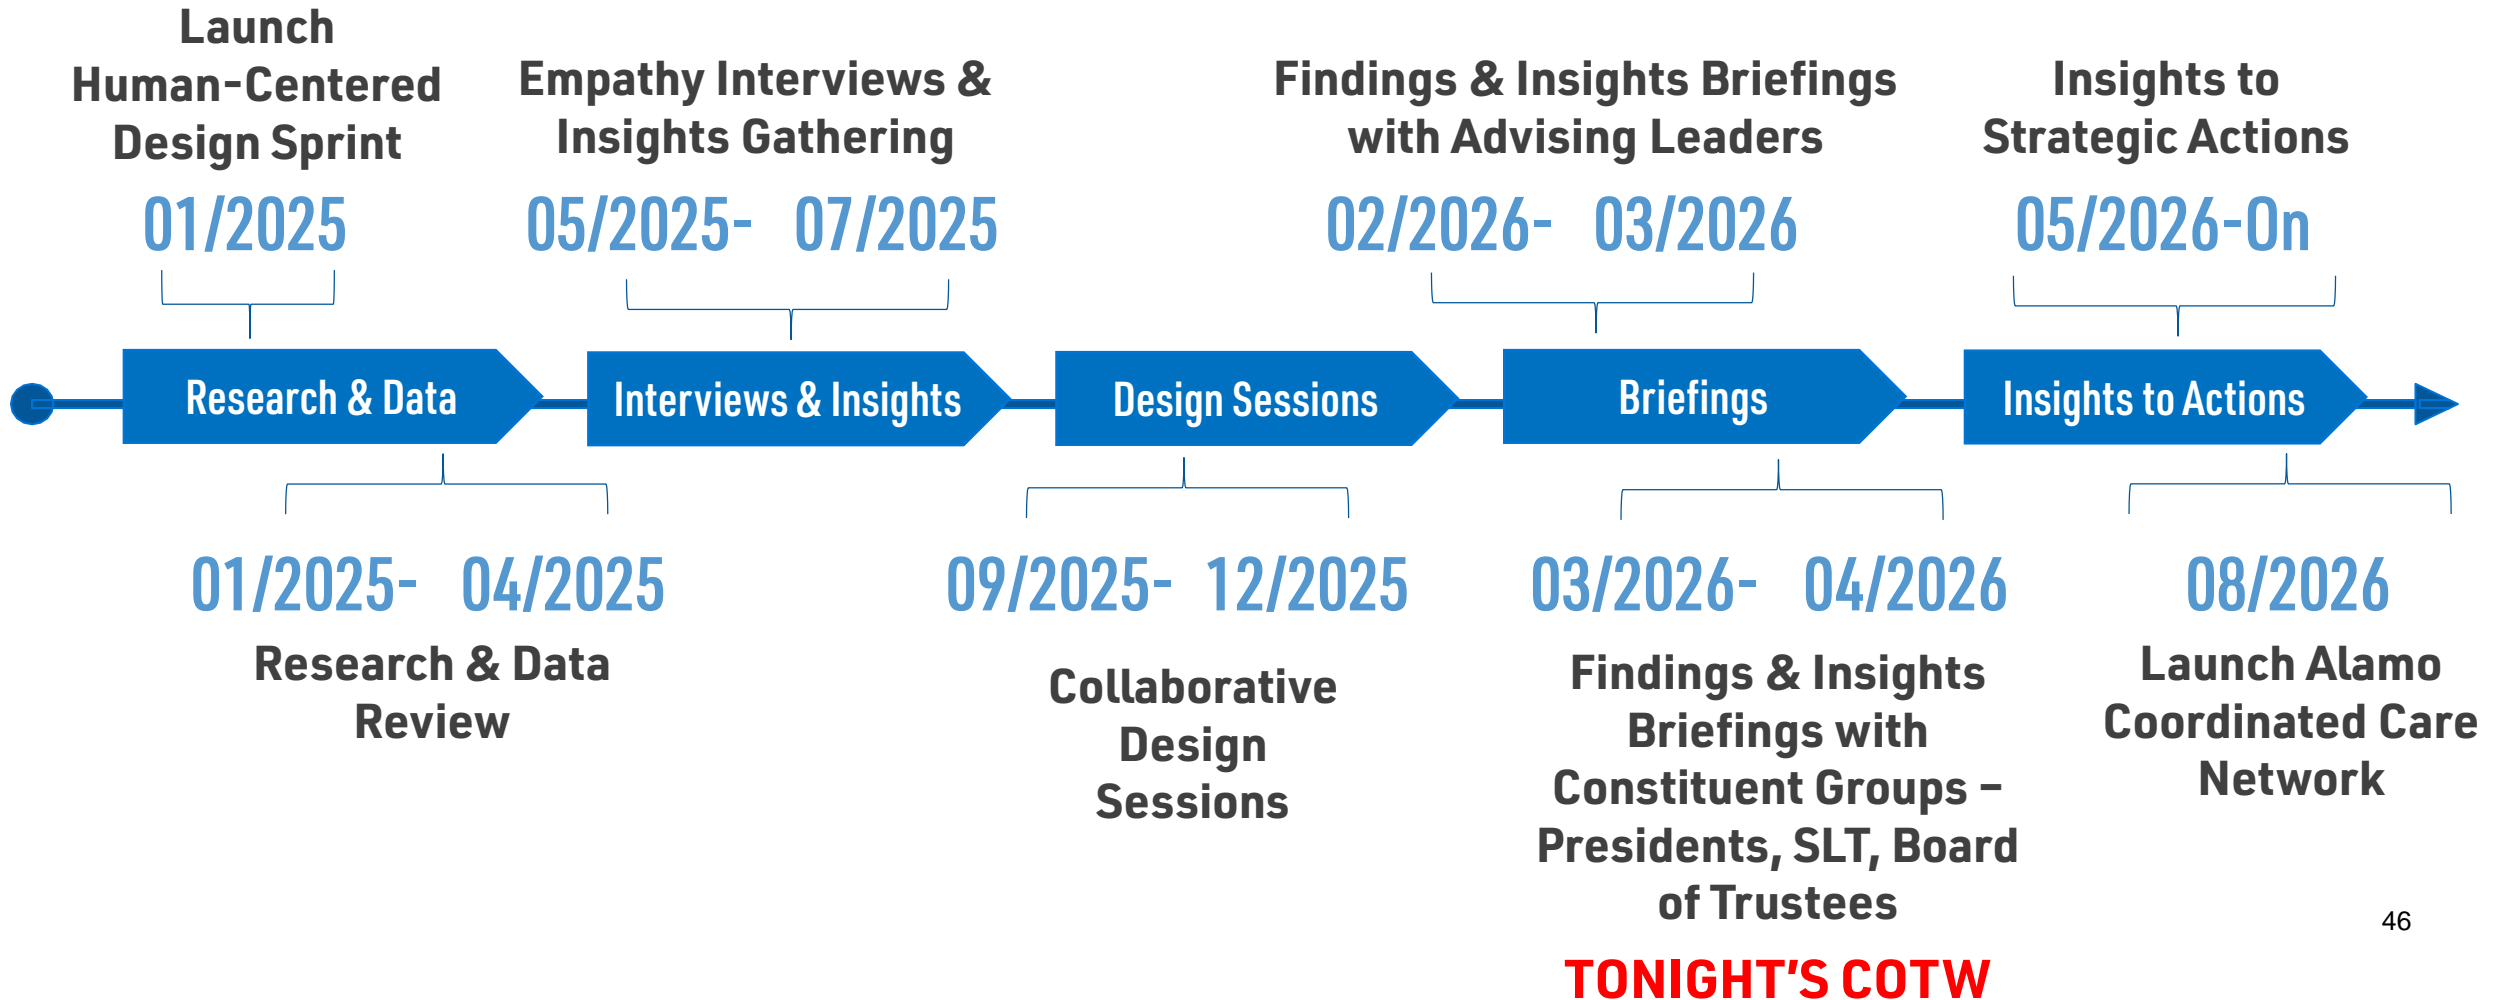 Launch
Human-Centered
Design Sprint
01/2025
Empathy Interviews &
Insights Gathering
05/2025- 07/2025
Findings & Insights Briefings
with Advising Leaders
02/2026- 03/2026
Insights to
Strategic Actions
05/2026-On
Research & Data
Interviews & Insights
Design Sessions
Briefings
Insights to Actions
01/2025- 04/2025
Research & Data
Review
09/2025- 12/2025
Collaborative
Design
Sessions
03/2026- 04/2026
Findings & Insights
Briefings with
Constituent Groups –
Presidents, SLT, Board
of Trustees
TONIGHT'S COTW
08/2026
Launch Alamo
Coordinated Care
Network
46